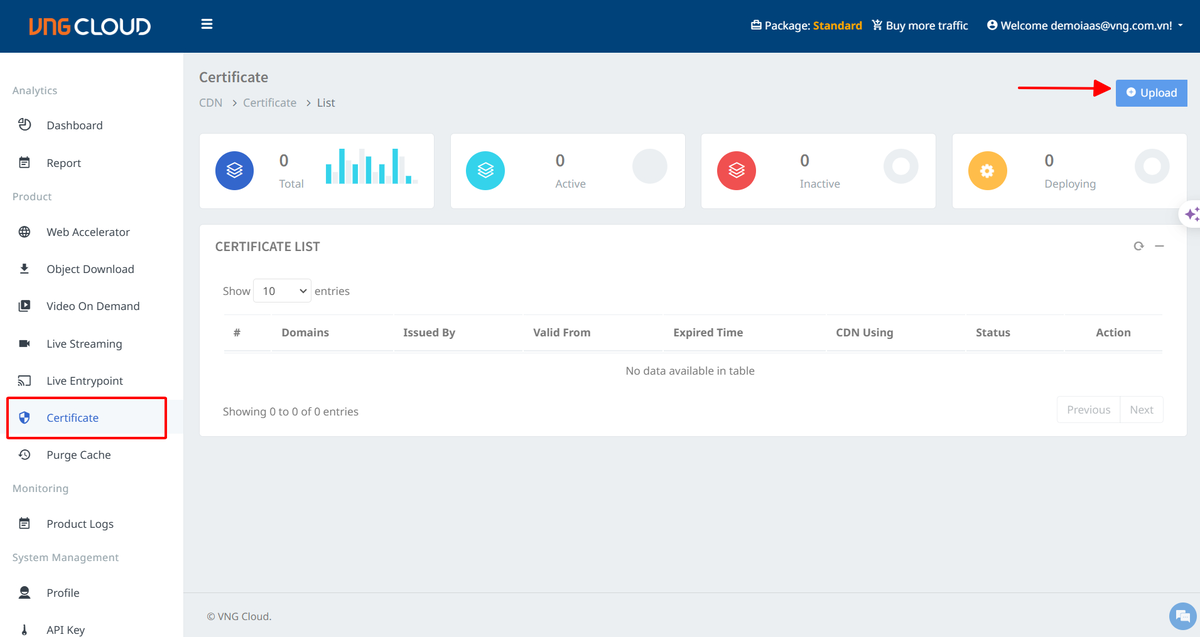 VNG CLOUD
Package: Standard
Buy more traffic
Welcome demoiaas@vng.com.vn!
Analytics
Dashboard
Report
Product
Web Accelerator
Object Download
Video On Demand
Live Streaming
Live Entrypoint
Certificate
Purge Cache
Monitoring
Product Logs
System Management
Profile
API Key
Certificate
CDN > Certificate > List
Upload
0
Total
0
Active
0
Inactive
0
Deploying
CERTIFICATE LIST
Show 10 entries
# Domains Issued By Valid From Expired Time CDN Using Status Action
No data available in table
Showing 0 to 0 of 0 entries
Previous Next
© VNG Cloud.